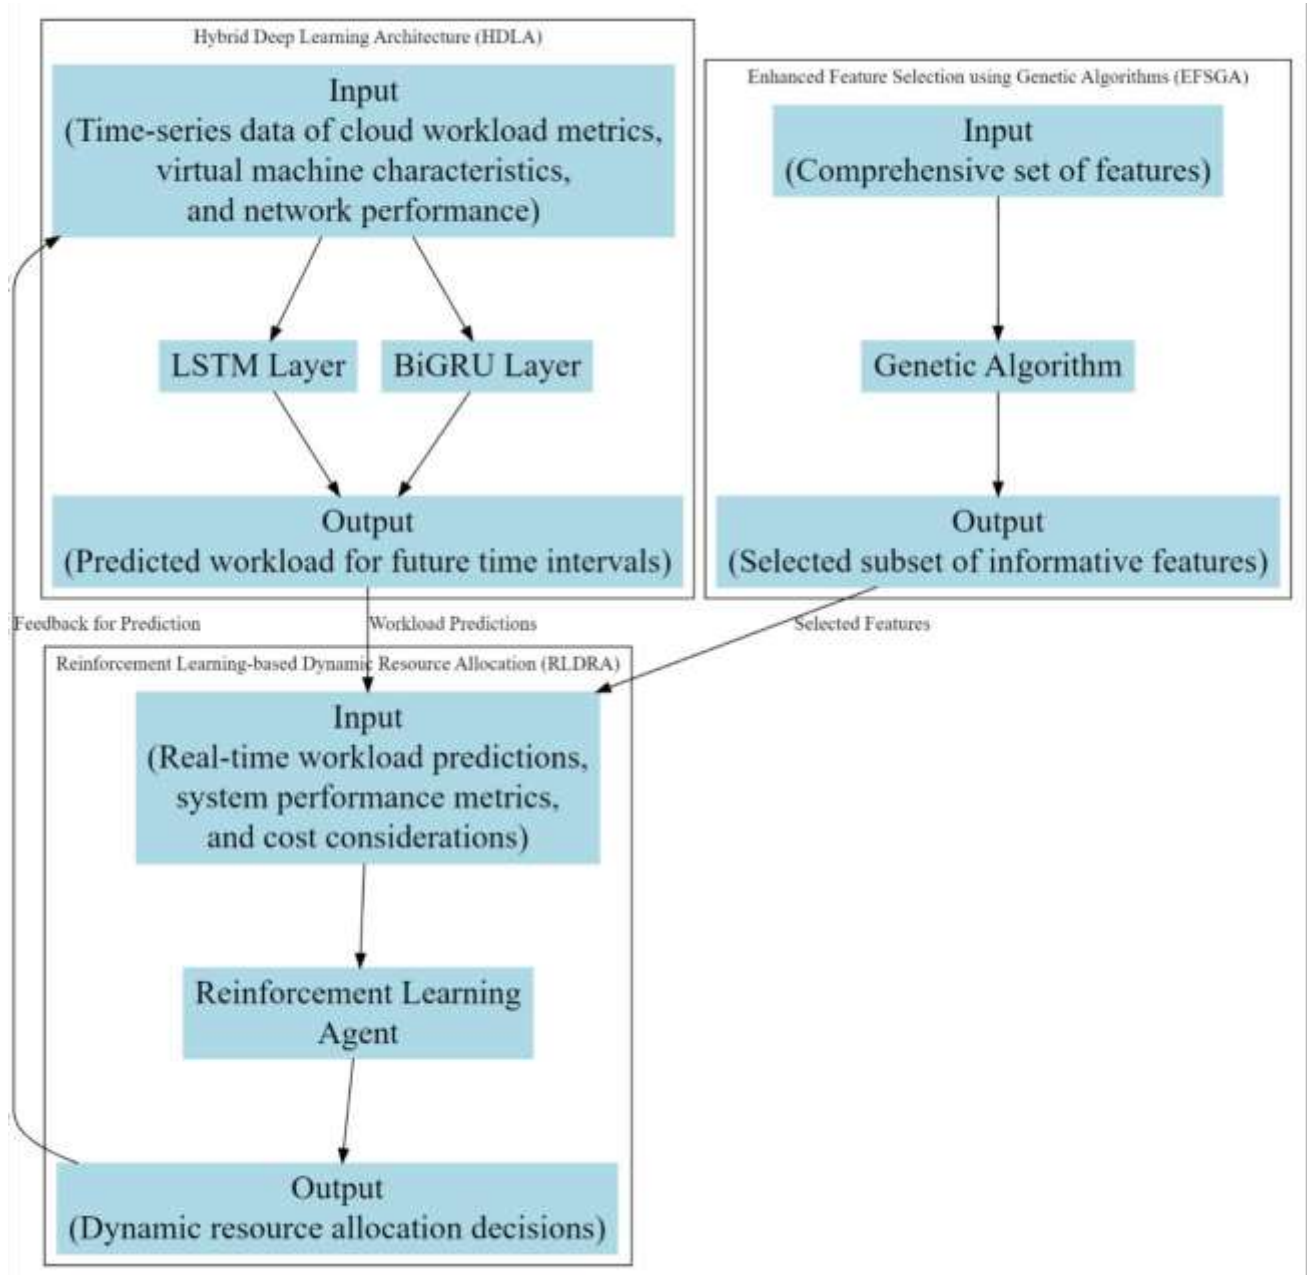 Hybrid Deep Learning Architecture (HDLA)
Input
(Time-series data of cloud workload metrics,
virtual machine characteristics,
and network performance)
LSTM Layer
BiGRU Layer
Output
(Predicted workload for future time intervals)
Enhanced Feature Selection using Genetic Algorithms (EFSGA)
Input
(Comprehensive set of features)
Genetic Algorithm
Output
(Selected subset of informative features)
Feedback for Prediction
Workload Predictions
Selected Features
Reinforcement Learning-based Dynamic Resource Allocation (RLDRA)
Input
(Real-time workload predictions,
system performance metrics,
and cost considerations)
Reinforcement Learning
Agent
Output
(Dynamic resource allocation decisions)